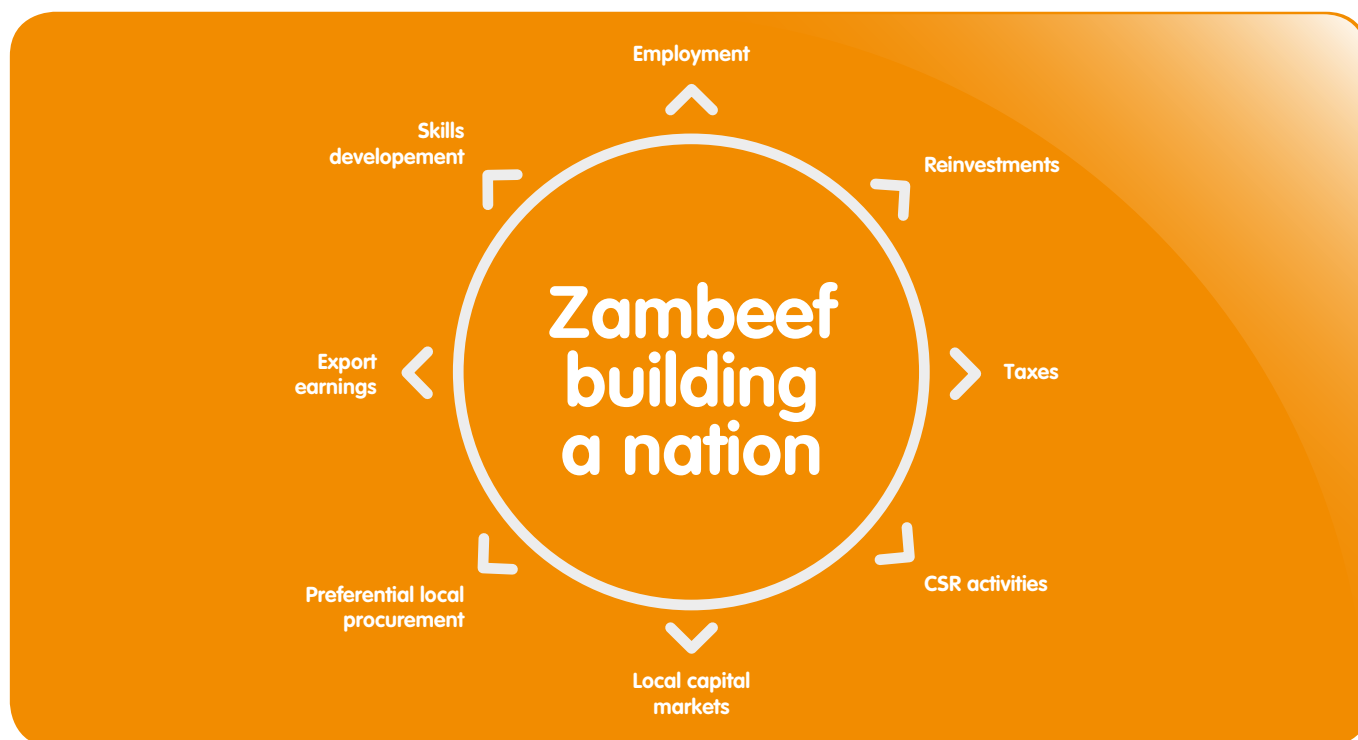 Employment
Skills
developement
Reinvestments
Zambeef
building
a nation
Export
earnings
Taxes
Preferential local
procurement
CSR activities
Local capital
markets